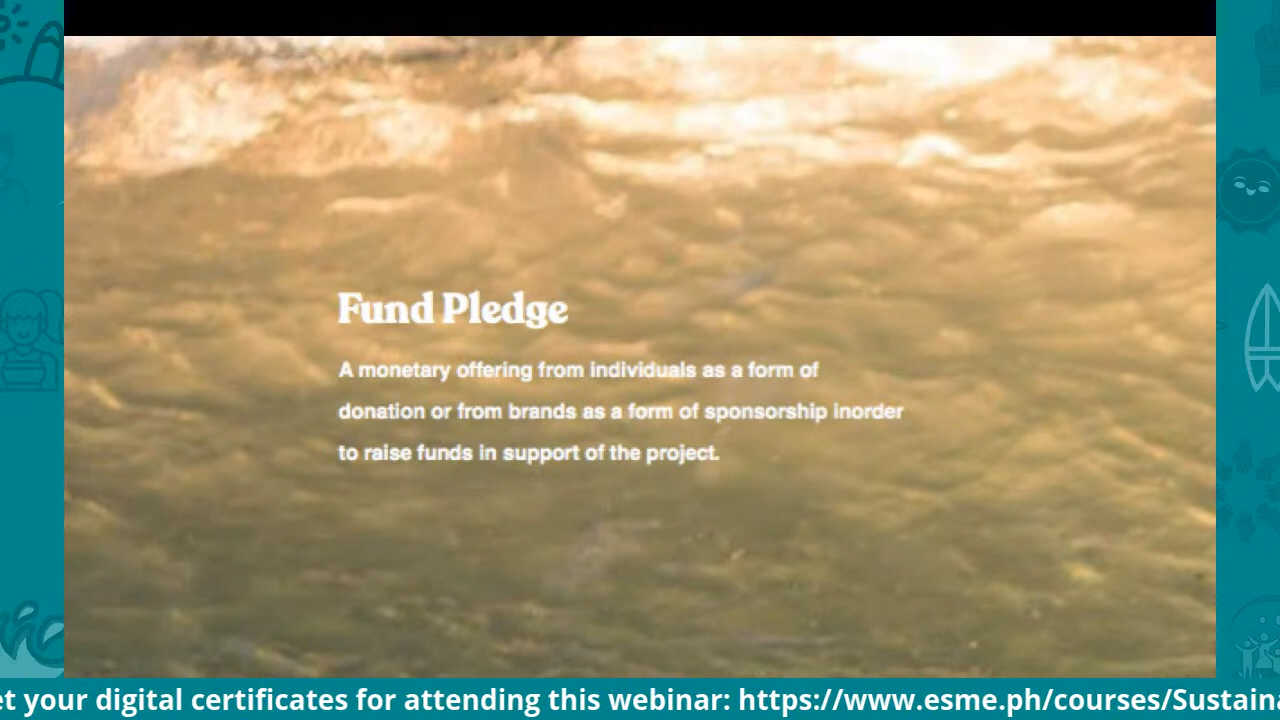 Fund Pledge
A monetary offering from individuals as a form of
donation or from brands as a form of sponsorship inorder
to raise funds in support of the project.
your digital certificates for attending this webinar: https://www.esme.ph/courses/Sustain